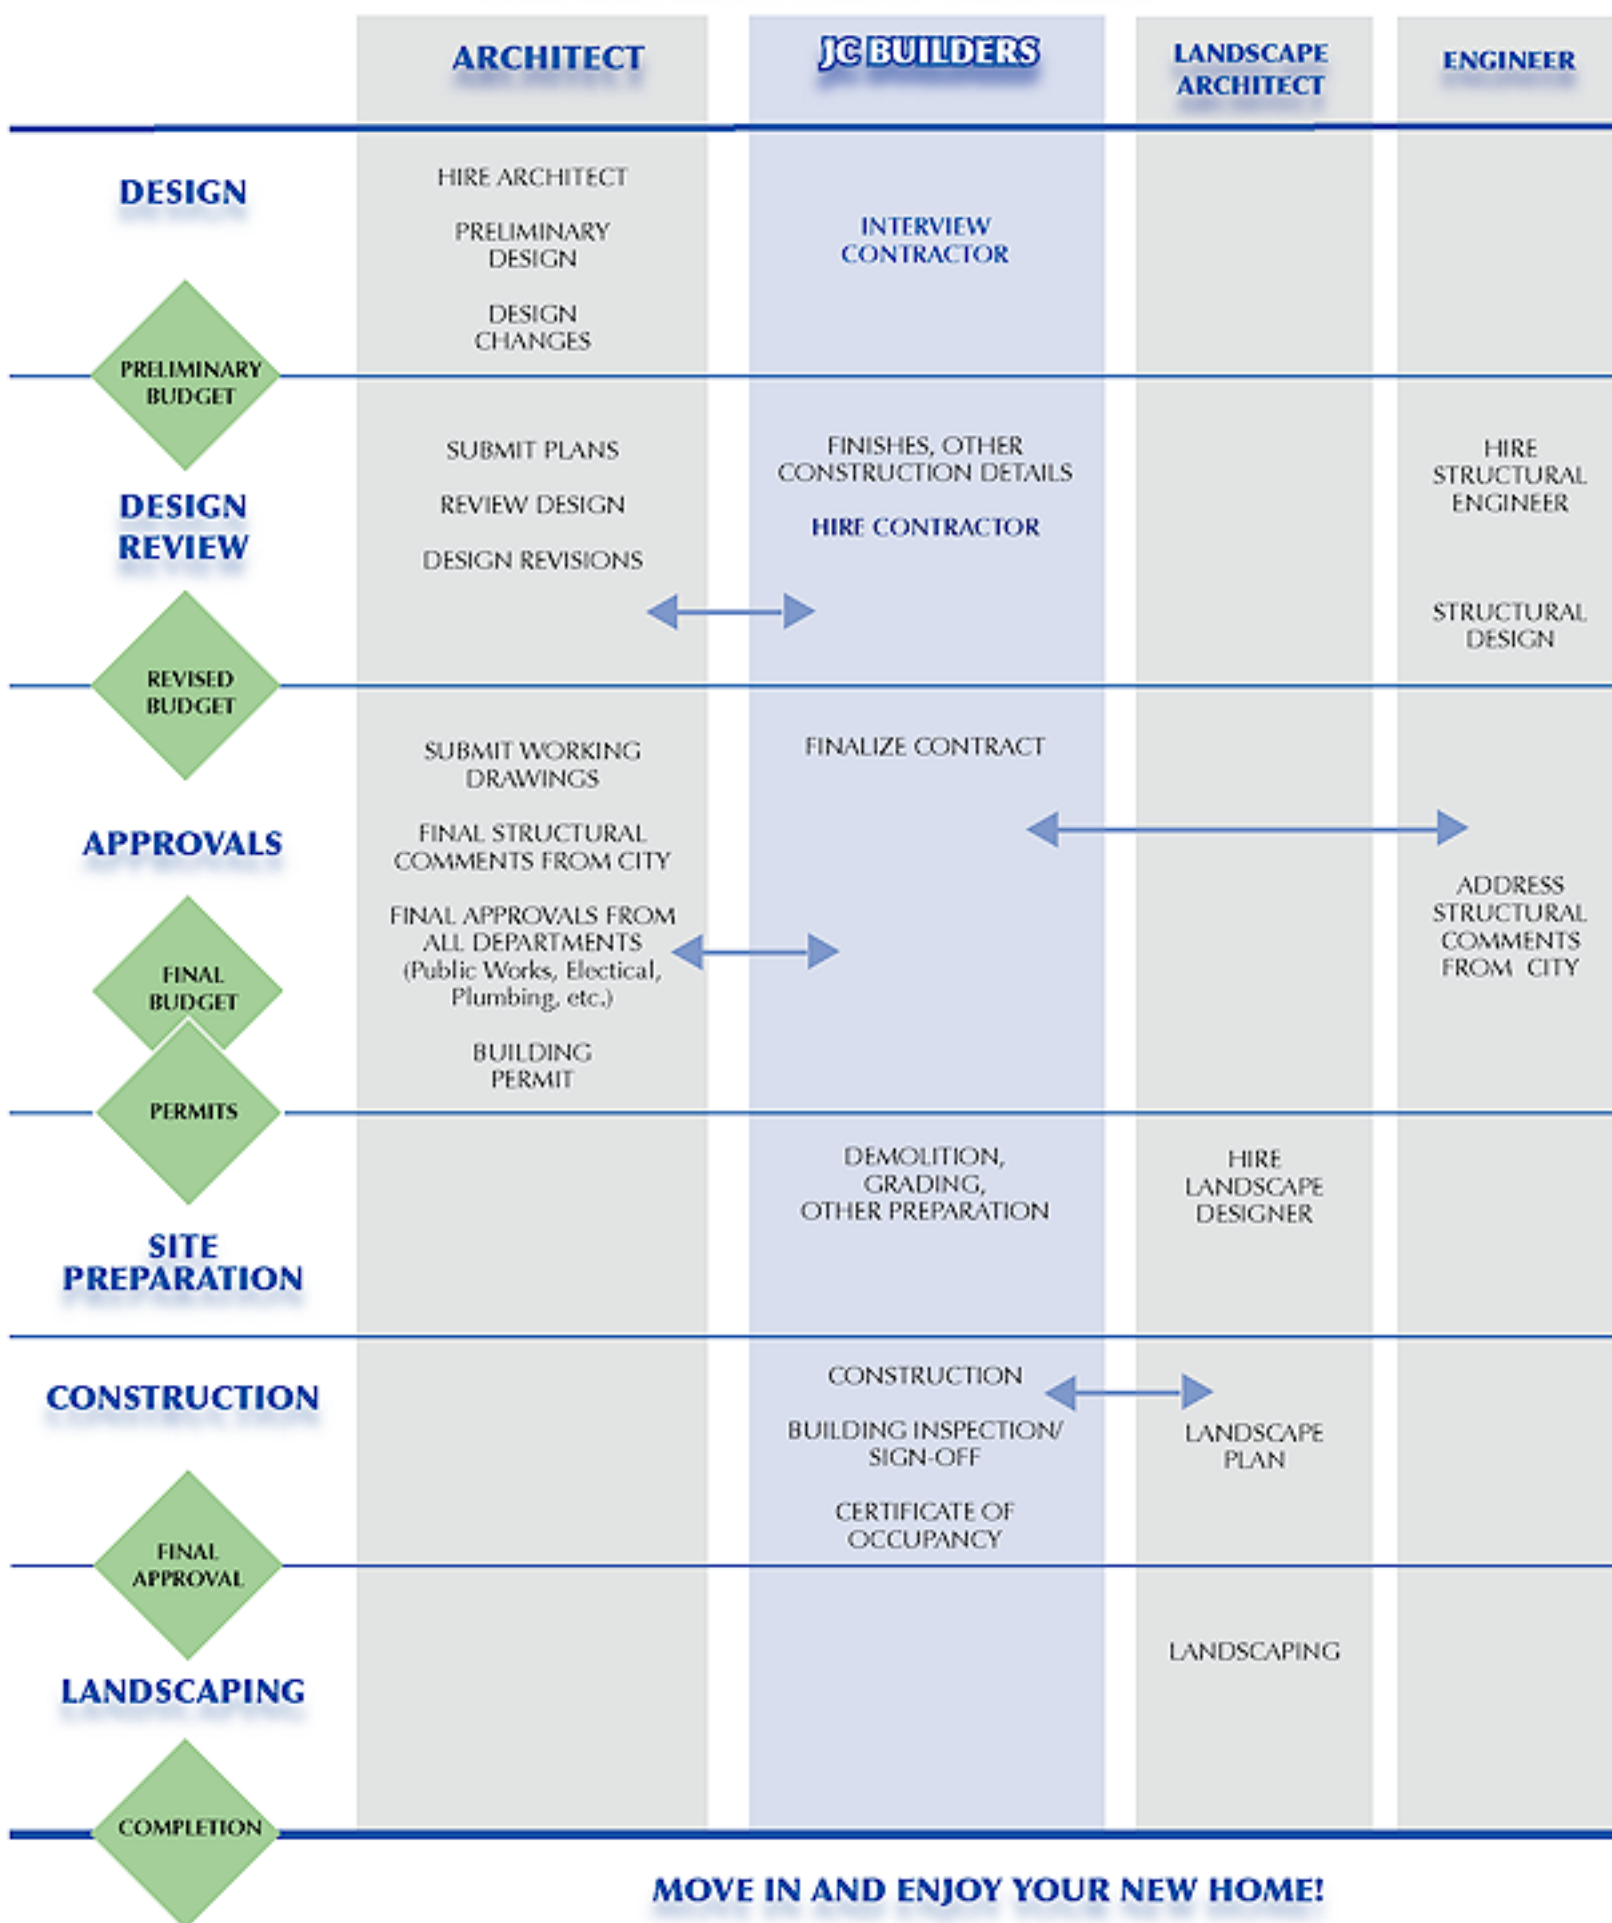 ARCHITECT
JC BUILDERS
LANDSCAPE
ARCHITECT
ENGINEER
DESIGN
HIRE ARCHITECT
PRELIMINARY
DESIGN
DESIGN
CHANGES
INTERVIEW
CONTRACTOR
PRELIMINARY
BUDGET
DESIGN
REVIEW
SUBMIT PLANS
REVIEW DESIGN
DESIGN REVISIONS
FINISHES, OTHER
CONSTRUCTION DETAILS
HIRE CONTRACTOR
HIRE
STRUCTURAL
ENGINEER
STRUCTURAL
DESIGN
REVISED
BUDGET
APPROVALS
SUBMIT WORKING
DRAWINGS
FINAL STRUCTURAL
COMMENTS FROM CITY
FINAL APPROVALS FROM
ALL DEPARTMENTS
(Public Works, Electical,
Plumbing, etc.)
BUILDING
PERMIT
FINALIZE CONTRACT
ADDRESS
STRUCTURAL
COMMENTS
FROM CITY
FINAL
BUDGET
PERMITS
SITE
PREPARATION
DEMOLITION,
GRADING,
OTHER PREPARATION
HIRE
LANDSCAPE
DESIGNER
CONSTRUCTION
CONSTRUCTION
BUILDING INSPECTION/
SIGN-OFF
CERTIFICATE OF
OCCUPANCY
LANDSCAPE
PLAN
FINAL
APPROVAL
LANDSCAPING
LANDSCAPING
COMPLETION
MOVE IN AND ENJOY YOUR NEW HOME!